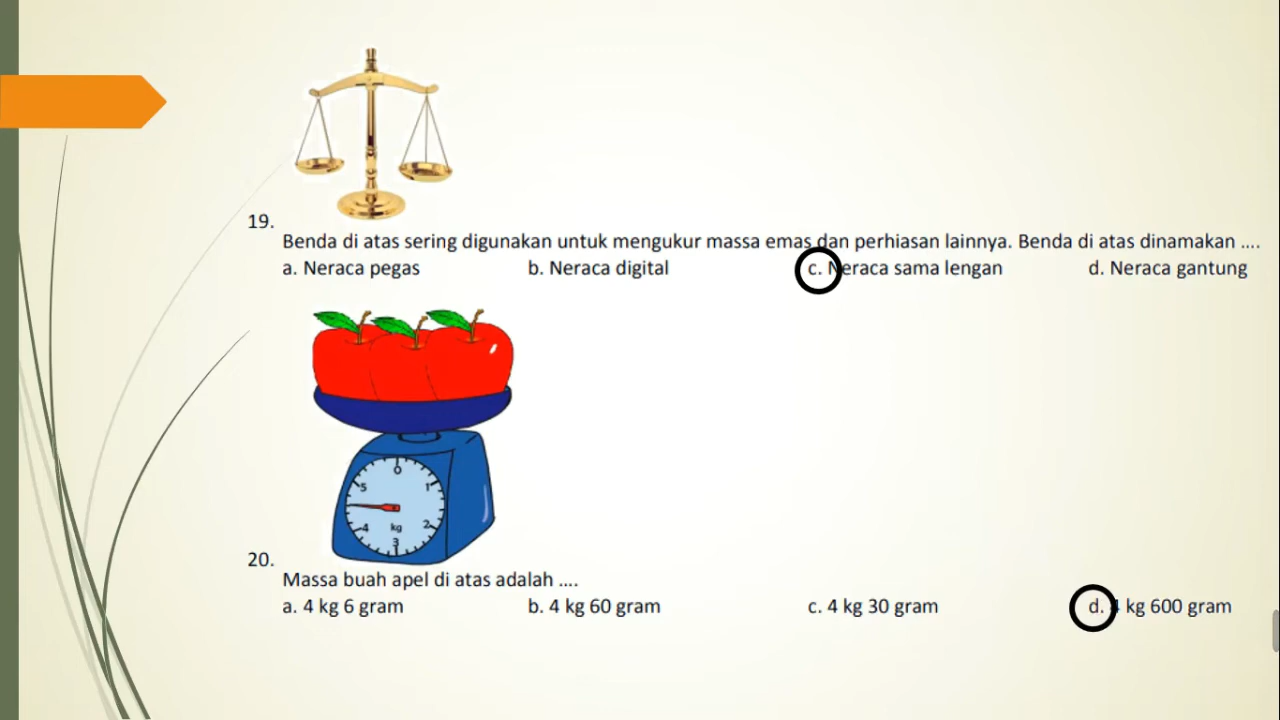 19.
Benda di atas sering digunakan untuk mengukur massa emas dan perhiasan lainnya. Benda di atas dinamakan ....
a. Neraca pegas b. Neraca digital c. Neraca sama lengan d. Neraca gantung
0
5 1
4 kg 2
3
20.
Massa buah apel di atas adalah ....
a. 4 kg 6 gram b. 4 kg 60 gram c. 4 kg 30 gram d. 4 kg 600 gram